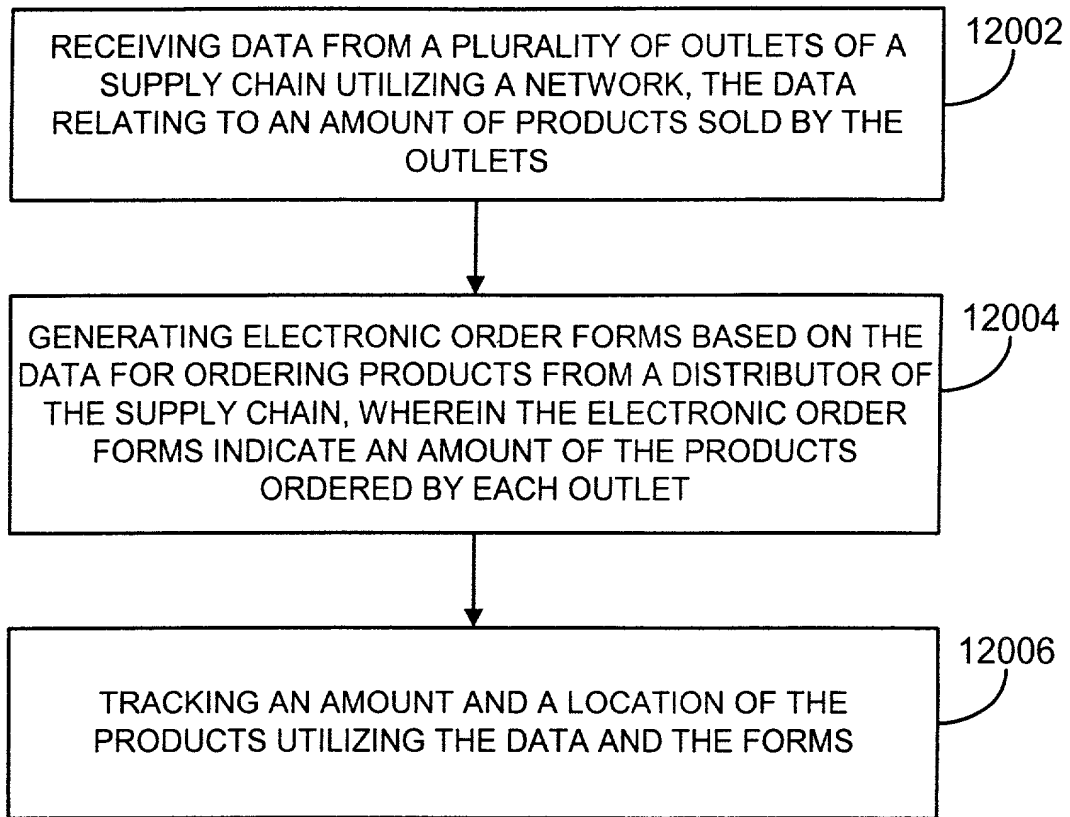 RECEIVING DATA FROM A PLURALITY OF OUTLETS OF A
SUPPLY CHAIN UTILIZING A NETWORK, THE DATA
RELATING TO AN AMOUNT OF PRODUCTS SOLD BY THE
OUTLETS
12002
GENERATING ELECTRONIC ORDER FORMS BASED ON THE
DATA FOR ORDERING PRODUCTS FROM A DISTRIBUTOR OF
THE SUPPLY CHAIN, WHEREIN THE ELECTRONIC ORDER
FORMS INDICATE AN AMOUNT OF THE PRODUCTS
ORDERED BY EACH OUTLET
12004
TRACKING AN AMOUNT AND A LOCATION OF THE
PRODUCTS UTILIZING THE DATA AND THE FORMS
12006